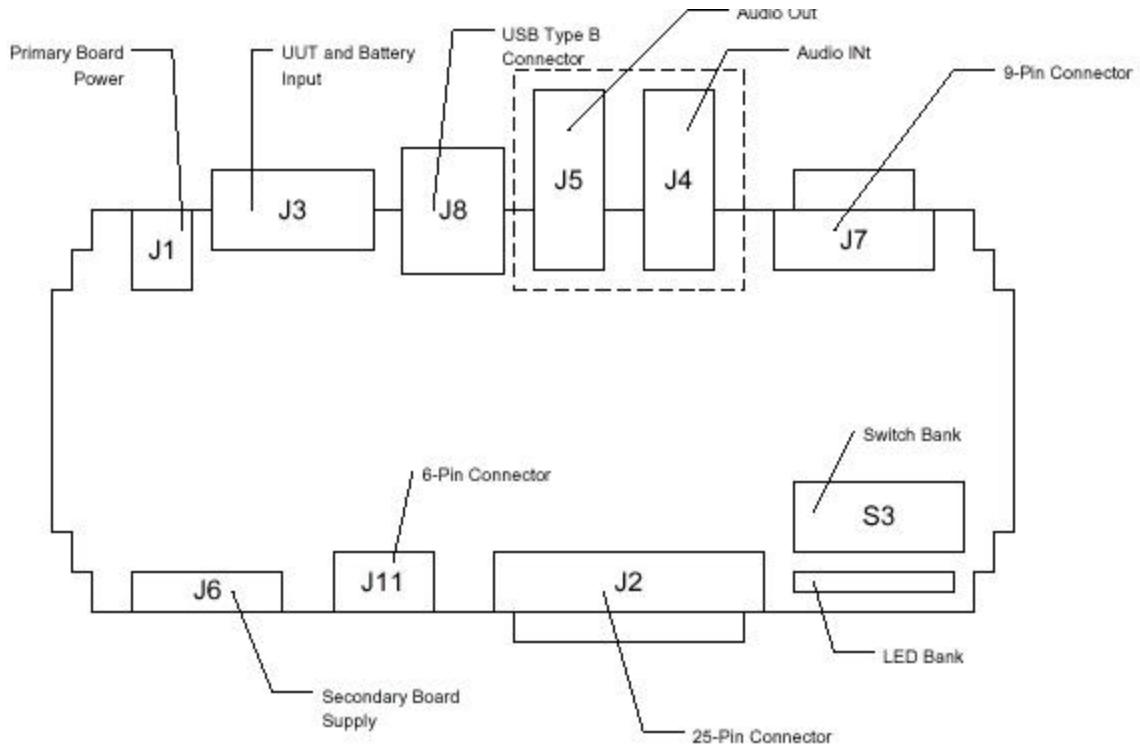 Audio Out
Primary Board
Power
UUT and Battery
Input
USB Type B
Connector
Audio INt
9-Pin Connector
J1
J3
J8
J5
J4
J7
Switch Bank
6-Pin Connector
S3
J6
J11
J2
LED Bank
Secondary Board
Supply
25-Pin Connector